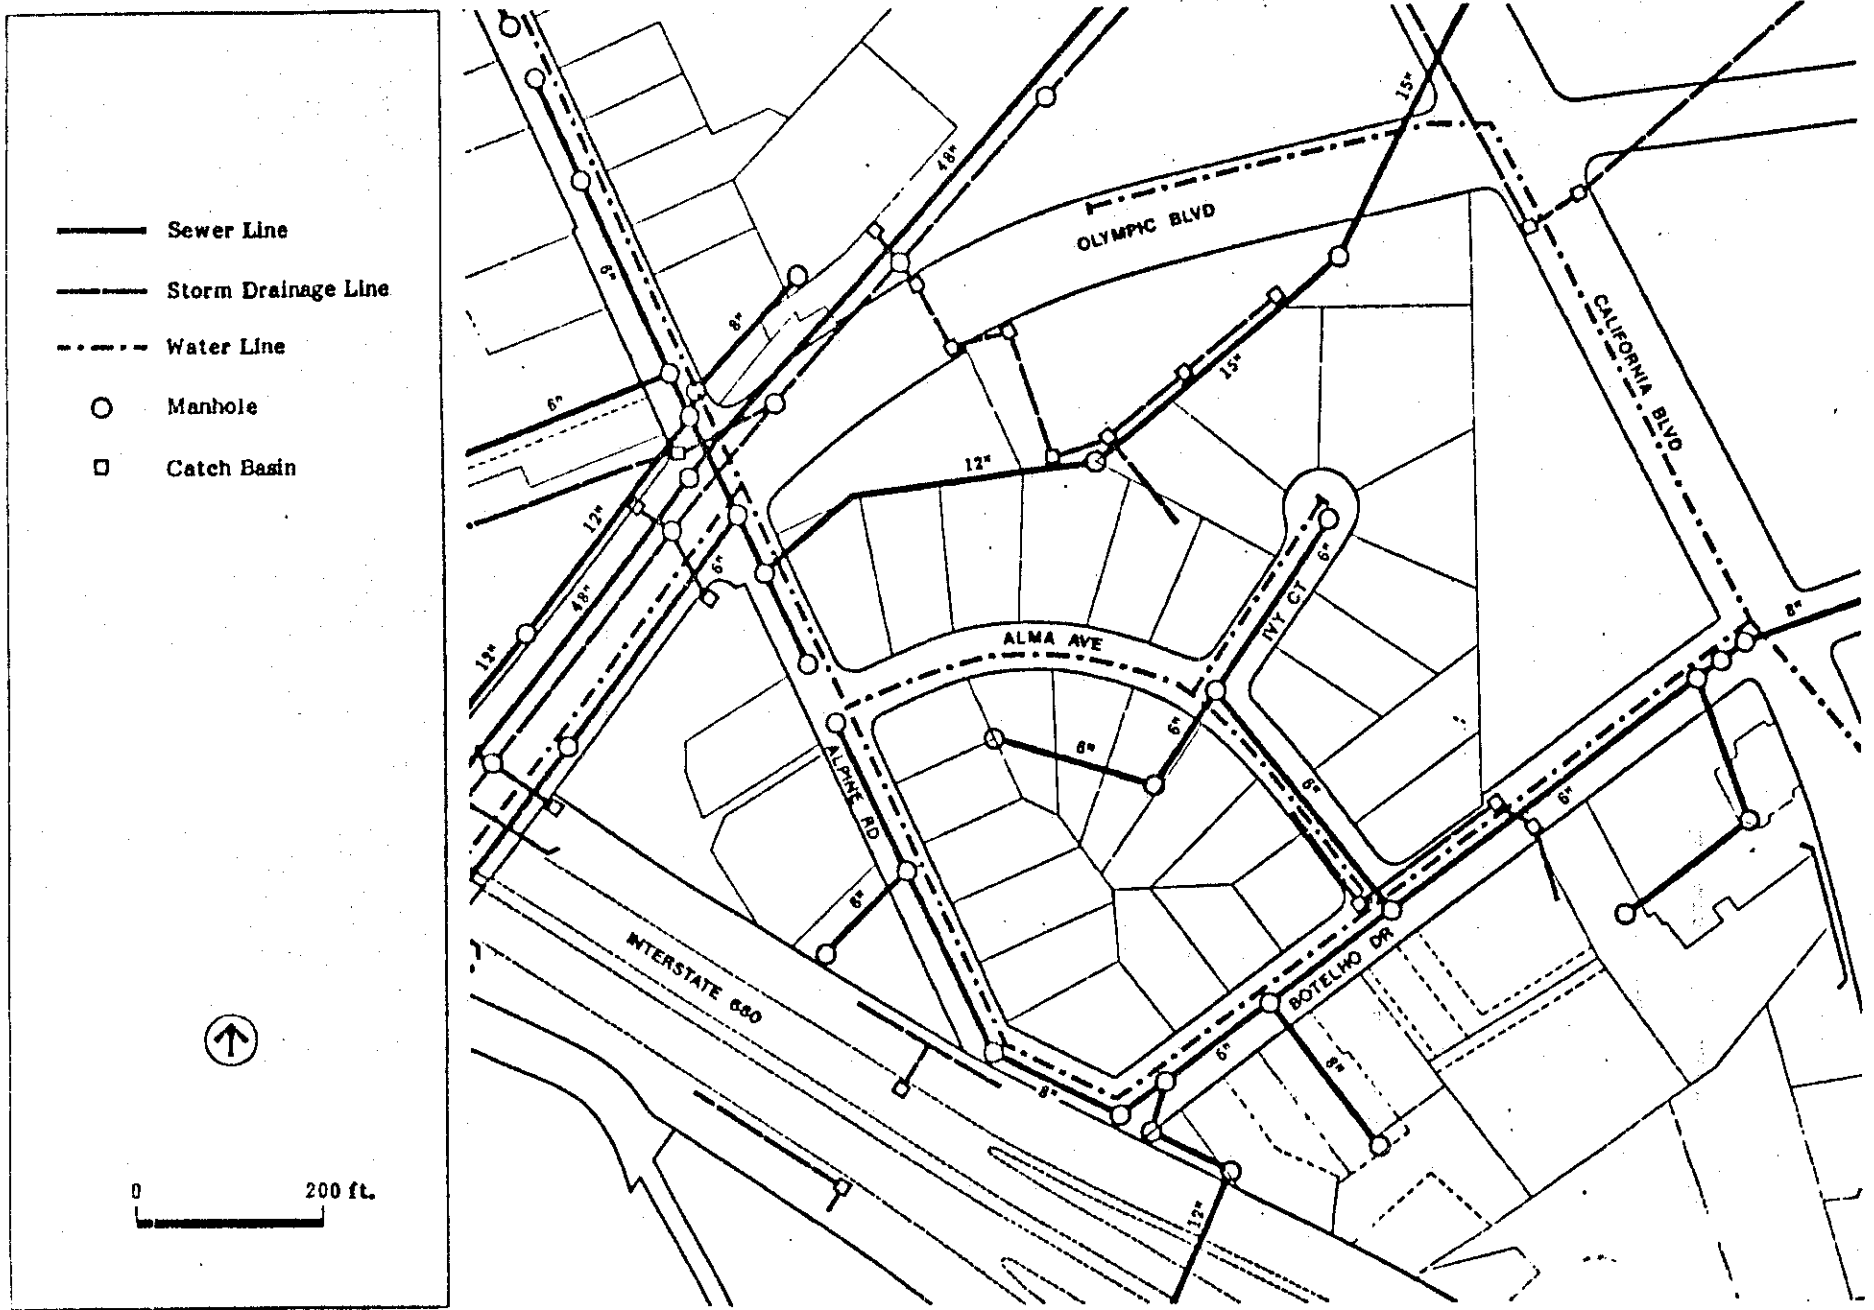 Sewer Line
Storm Drainage Line
Water Line
Manhole
Catch Basin
0 200 ft.
15"
48"
OLYMPIC BLVD
6"
8"
CALIFORNIA BLVD
15"
6"
12"
12"
6"
6"
48"
IVY CT
8"
ALMA AVE
12"
6"
6"
ALPINE RD
6"
6"
6"
BOTELHO DR
INTERSTATE 680
6"
8"
8"
12"